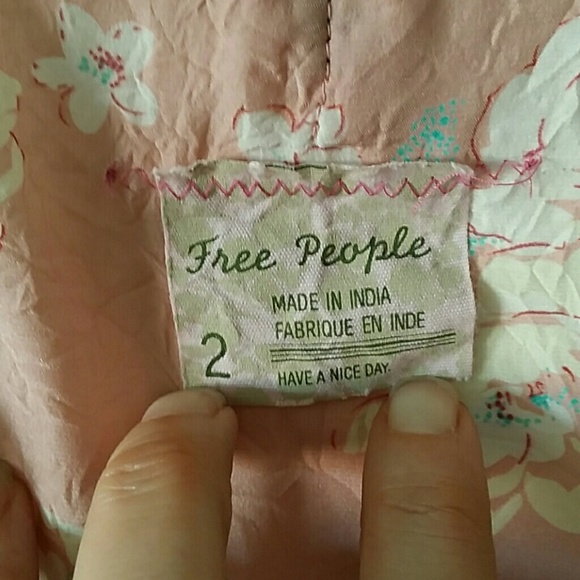 Free People
MADE IN INDIA
FABRIQUE EN INDE
2
HAVE A NICE DAY.